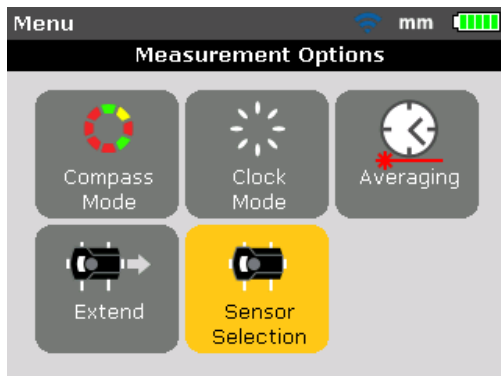 Menu mm
Measurement Options
Compass
Mode
Clock
Mode
Averaging
Extend
Sensor
Selection